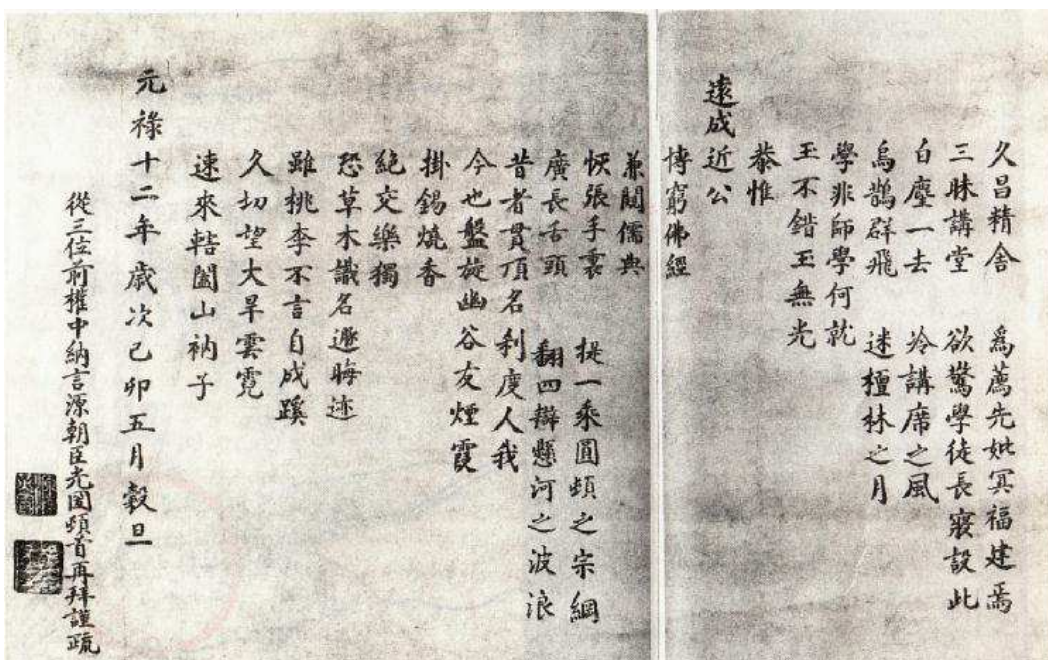 久昌精舎 為薦先妣冥福建焉
三昧講堂 欲驚學徒長寢設此
白麈一去 冷講席之風
烏鵲群飛 迷檀林之月
學非師學何就
玉不錯玉無光
恭惟
遠成近公
博窮佛經
兼閲儒典
恢張手裏 提一乗圓頓之宗綱
廣長舌頭 翻四辯懸河之波浪
昔者貫頂名利度人我
今也盤旋幽谷友煙霞
掛錫燒香
絶交樂獨
恐草木識名遯晦迹
雖桃李不言自成蹊
久切望大旱雲霓
速來轄闔山衲子
元禄十二年歳次己卯五月穀旦
從三位前權中納言源朝臣光圀頓首再拜謹疏